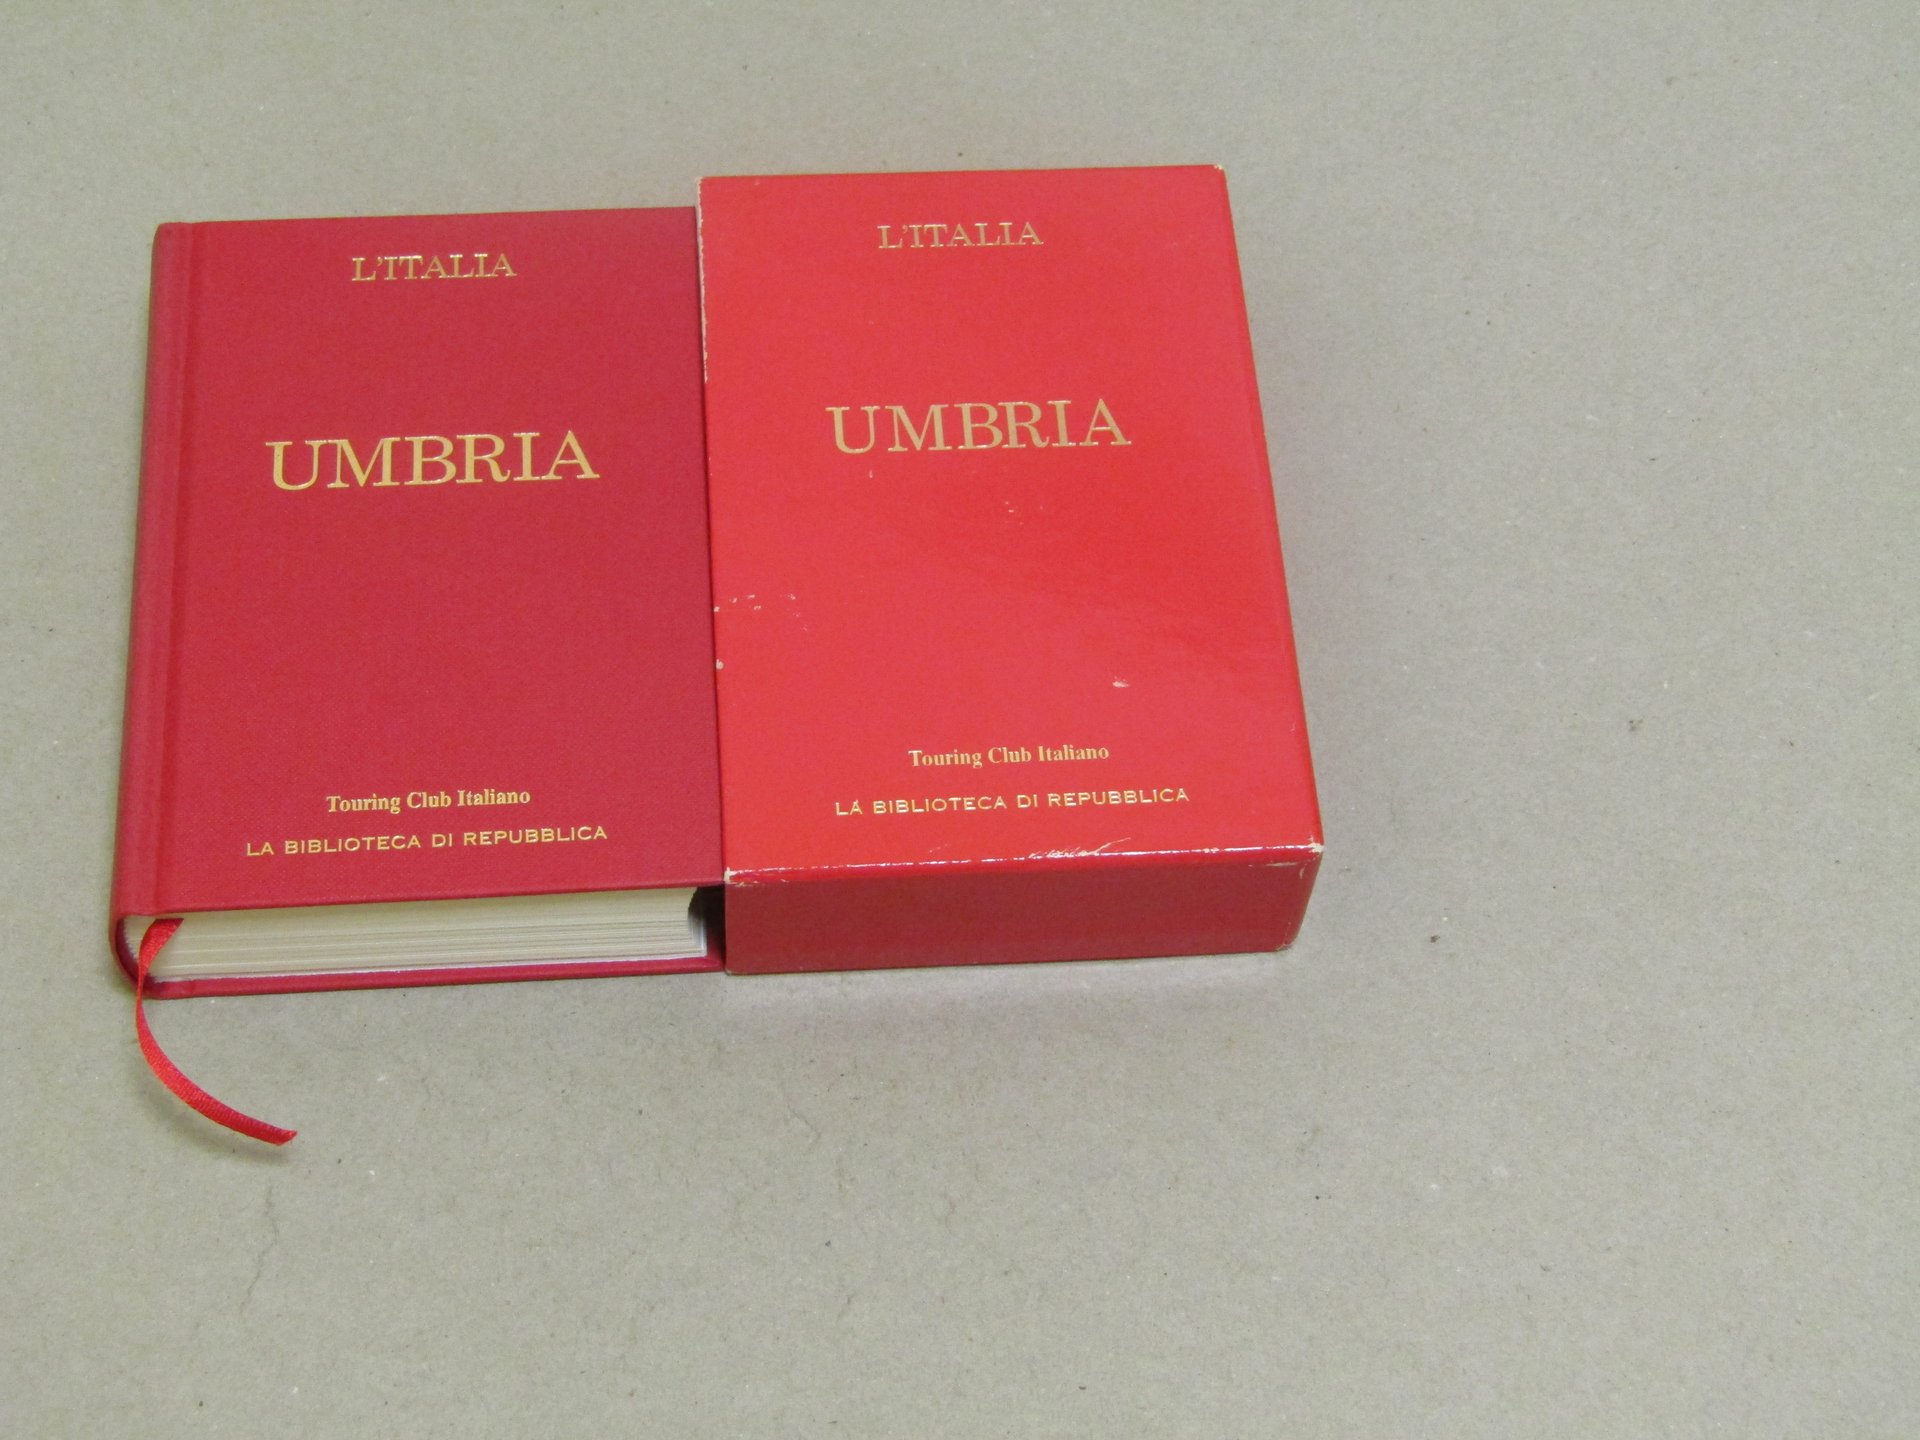 L'ITALIA
UMBRIA
Touring Club Italiano
LA BIBLIOTECA DI REPUBBLICA
L'ITALIA
UMBRIA
Touring Club Italiano
LA BIBLIOTECA DI REPUBBLICA